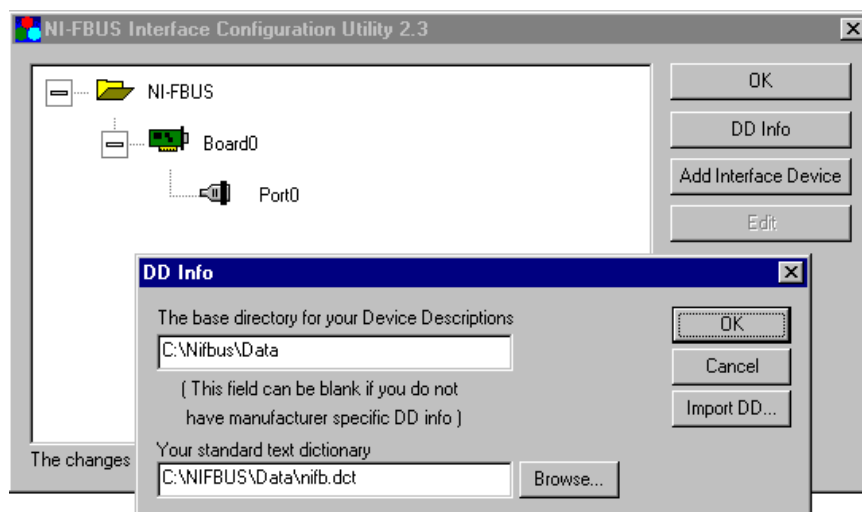 NI-FBUS Interface Configuration Utility 2.3
NI-FBUS
Board0
Port0
OK
DD Info
Add Interface Device
Edit
The changes
DD Info
The base directory for your Device Descriptions
C:\Nifbus\Data
( This field can be blank if you do not
have manufacturer specific DD info )
Your standard text dictionary
C:\NIFBUS\Data\nifb.dct
Browse...
OK
Cancel
Import DD...